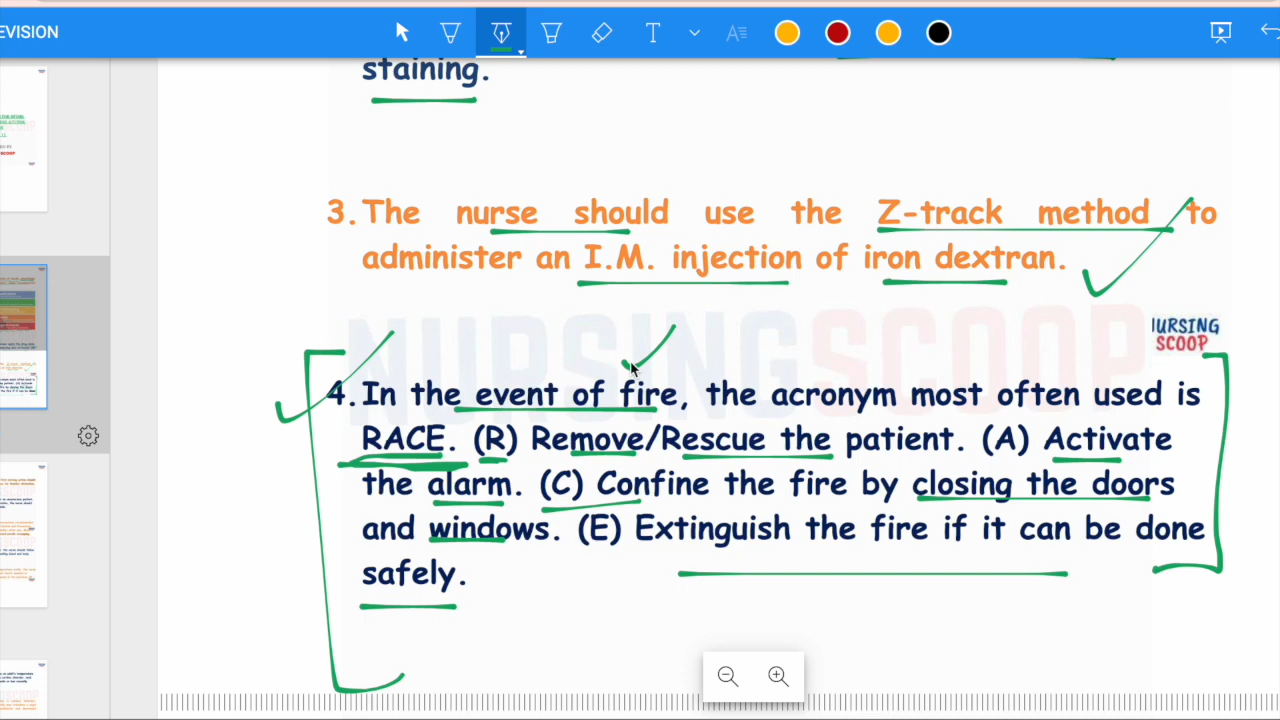 EVISION
staining.
3. The nurse should use the Z-track method to
administer an I.M. injection of iron dextran.
NURSINGSCOOP
NURSING
SCOOP
4. In the event of fire, the acronym most often used is
RACE. (R) Remove/Rescue the patient. (A) Activate
the alarm. (C) Confine the fire by closing the doors
and windows. (E) Extinguish the fire if it can be done
safely.